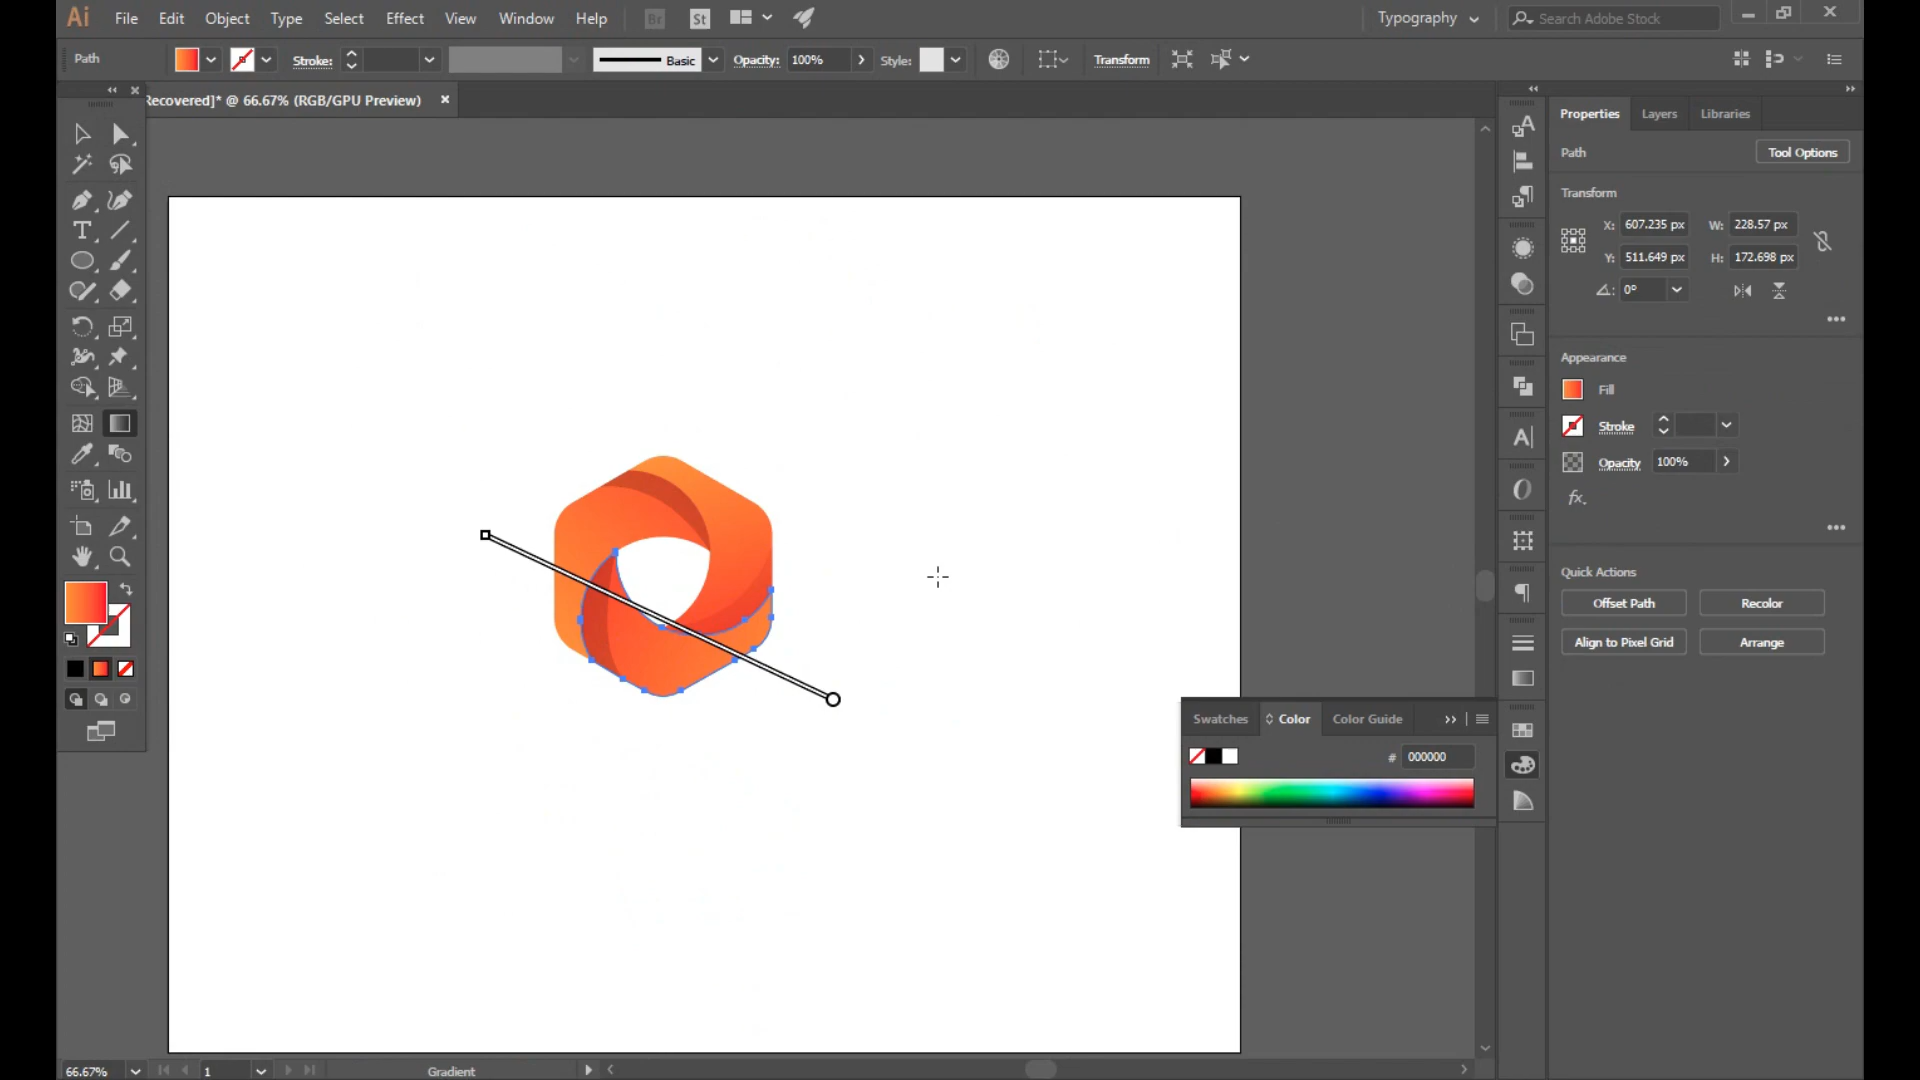 Ai File Edit Object Type Select Effect View Window Help Br St Typography Search Adobe Stock
Path Stroke: Basic Opacity: 100% Style: Transform
Recovered]* @ 66.67% (RGB/GPU Preview)
Properties Layers Libraries
Path Tool Options
Transform
X: 607.235 px W: 228.57 px
Y: 511.649 px H: 172.698 px
0°
Appearance
Fill
Stroke
Opacity 100%
fx.
Quick Actions
Offset Path Recolor
Align to Pixel Grid Arrange
Swatches Color Color Guide
# 000000
66.67% 1 Gradient